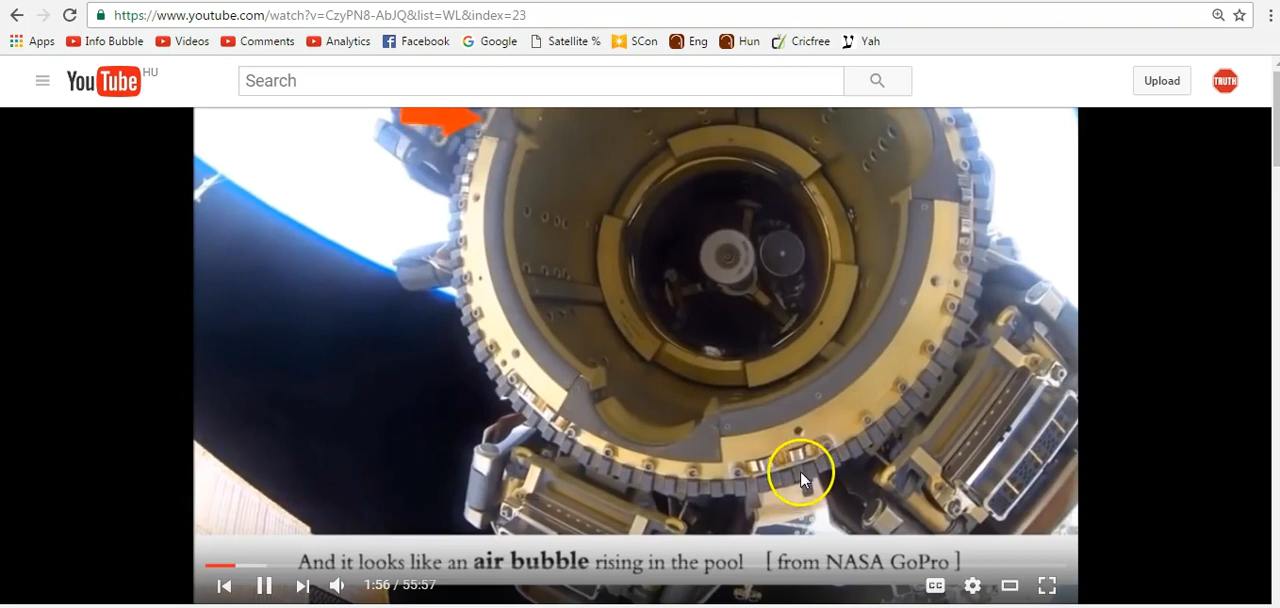 https://www.youtube.com/watch?v=CzyPN8-AbJQ&list=WL&index=23
Apps Info Bubble Videos Comments Analytics Facebook Google Satellite % SCon Eng Hun Cricfree Yah
YouTube HU Search Upload TRUTH
And it looks like an air bubble rising in the pool [ from NASA GoPro ]
1:56 / 55:57 CC